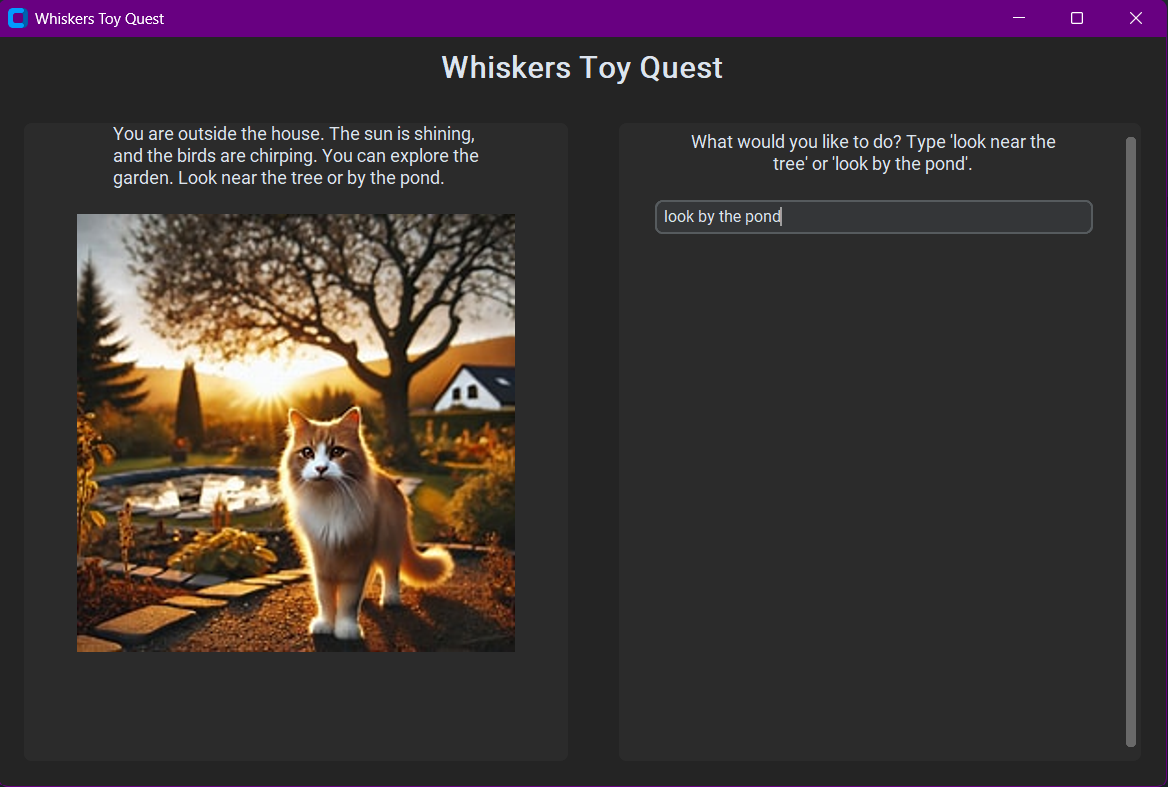 Whiskers Toy Quest
Whiskers Toy Quest
You are outside the house. The sun is shining,
and the birds are chirping. You can explore the
garden. Look near the tree or by the pond.
What would you like to do? Type 'look near the
tree' or 'look by the pond'.
look by the pond